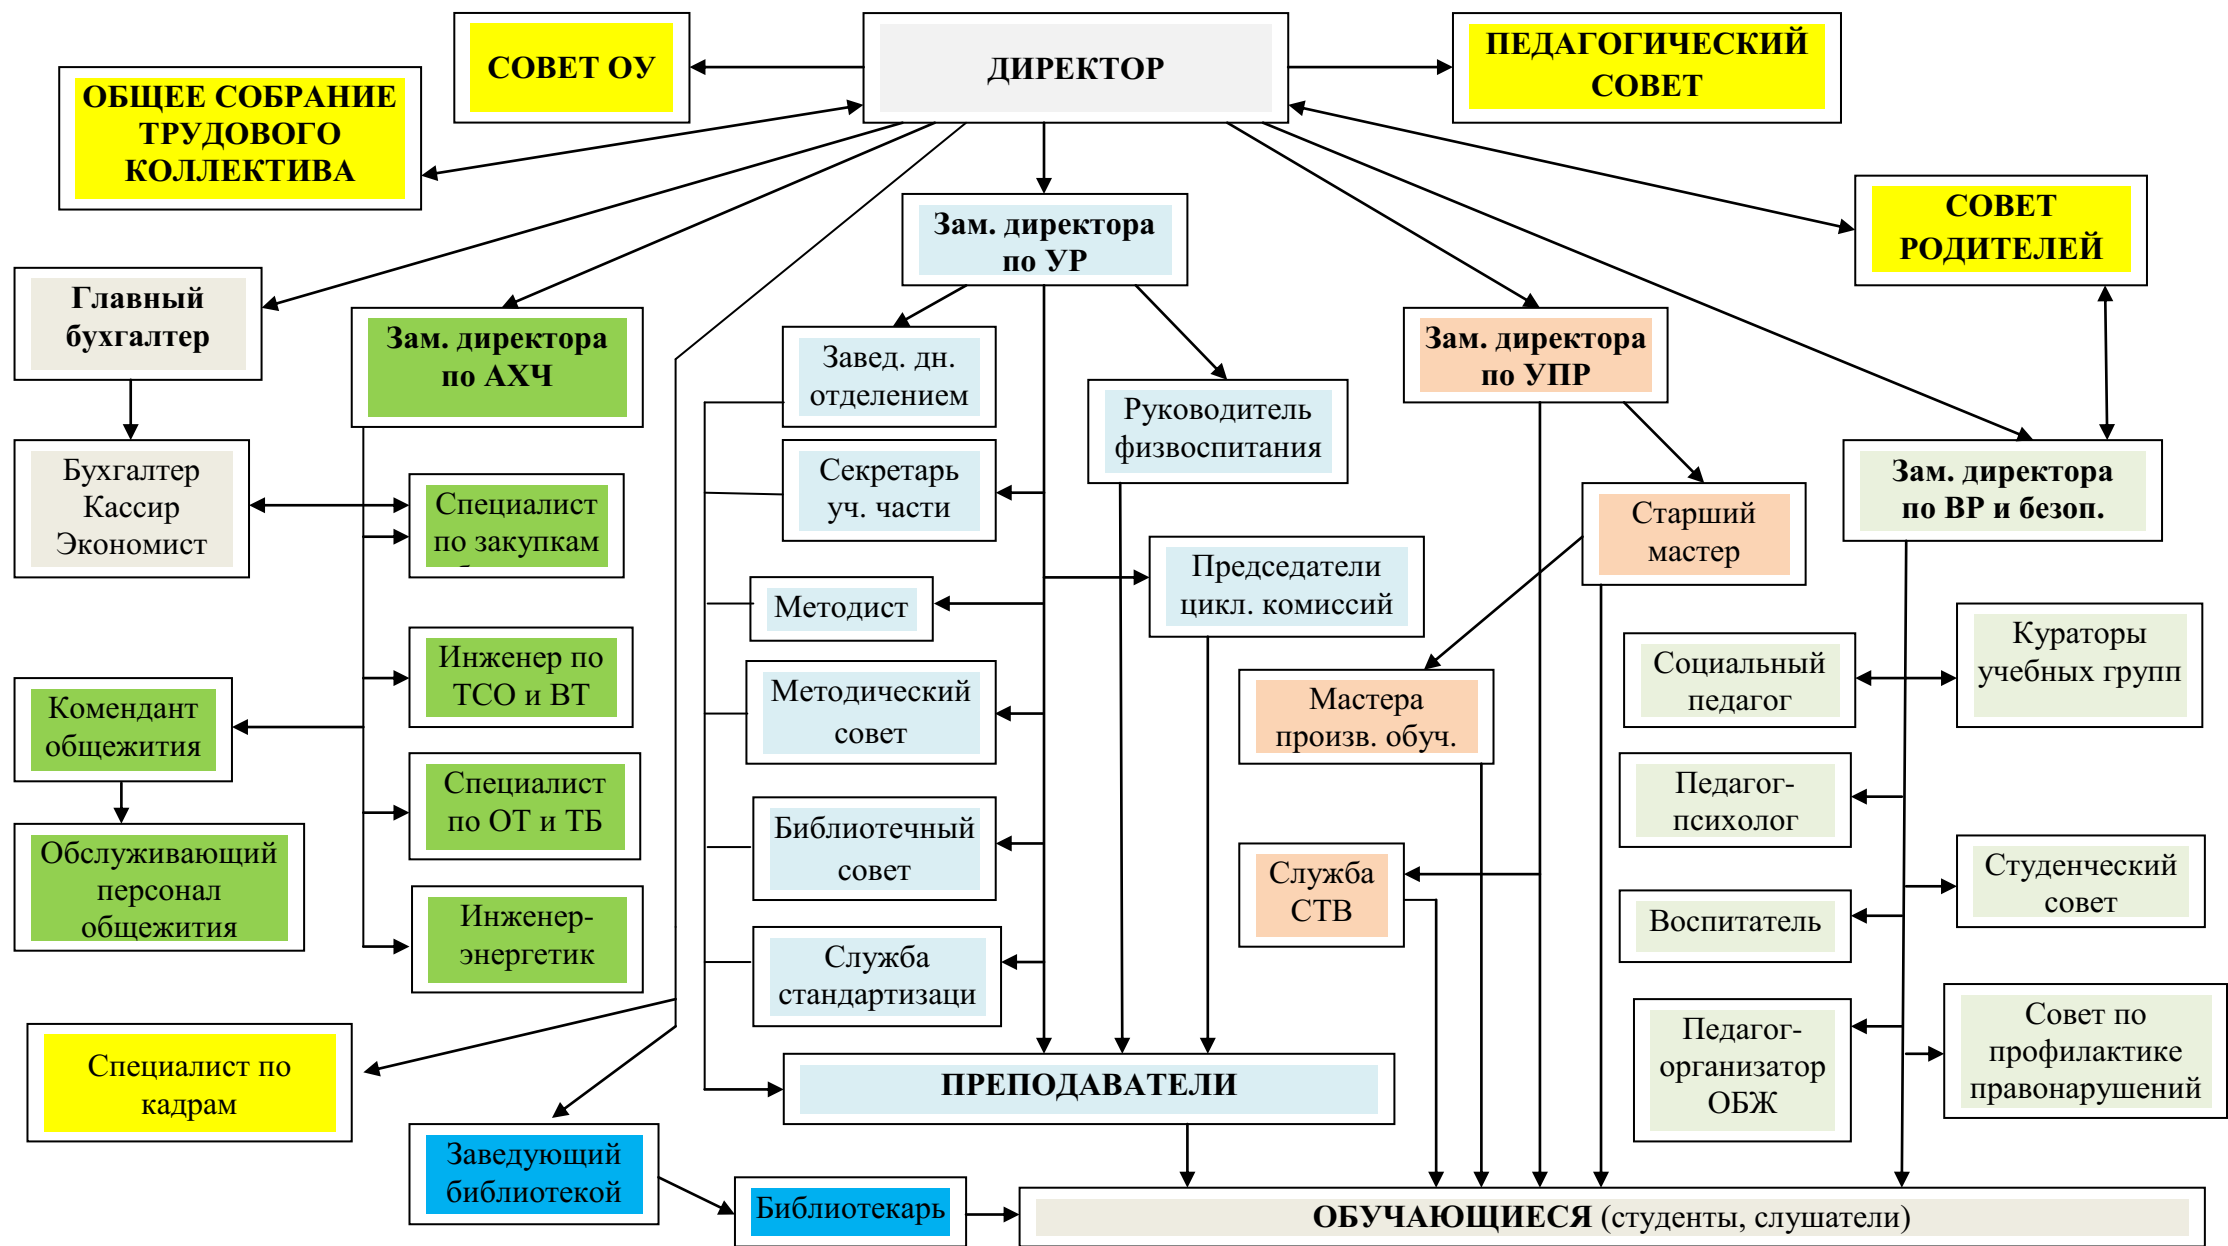 СОВЕТ ОУ
ДИРЕКТОР
ПЕДАГОГИЧЕСКИЙ
СОВЕТ
ОБЩЕЕ СОБРАНИЕ
ТРУДОВОГО
КОЛЛЕКТИВА
СОВЕТ
РОДИТЕЛЕЙ
Зам. директора
по УР
Главный
бухгалтер
Зам. директора
по АХЧ
Зам. директора
по УПР
Завед. дн.
отделением
Руководитель
физвоспитания
Зам. директора
по ВР и безоп.
Бухгалтер
Кассир
Экономист
Специалист
по закупкам
Секретарь
уч. части
Старший
мастер
Председатели
цикл. комиссий
Методист
Социальный
педагог
Кураторы
учебных групп
Инженер по
ТСО и ВТ
Комендант
общежития
Методический
совет
Мастера
произв. обуч.
Педагог-
психолог
Специалист
по ОТ и ТБ
Библиотечный
совет
Обслуживающий
персонал
общежития
Служба
СТВ
Студенческий
совет
Воспитатель
Инженер-
энергетик
Служба
стандартизаци
Педагог-
организатор
ОБЖ
Совет по
профилактике
правонарушений
Специалист по
кадрам
ПРЕПОДАВАТЕЛИ
Заведующий
библиотекой
Библиотекарь
ОБУЧАЮЩИЕСЯ (студенты, слушатели)